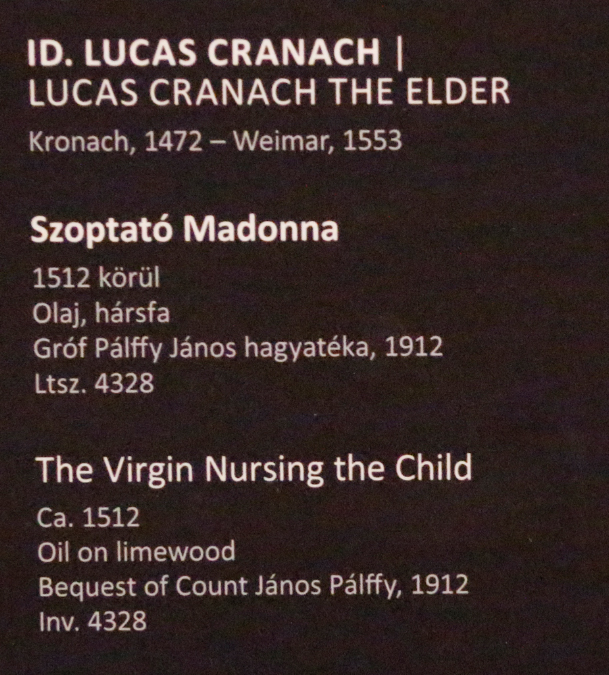 ID. LUCAS CRANACH |
LUCAS CRANACH THE ELDER
Kronach, 1472 – Weimar, 1553
Szoptató Madonna
1512 körül
Olaj, hársfa
Gróf Pálffy János hagyatéka, 1912
Ltsz. 4328
The Virgin Nursing the Child
Ca. 1512
Oil on limewood
Bequest of Count János Pálffy, 1912
Inv. 4328